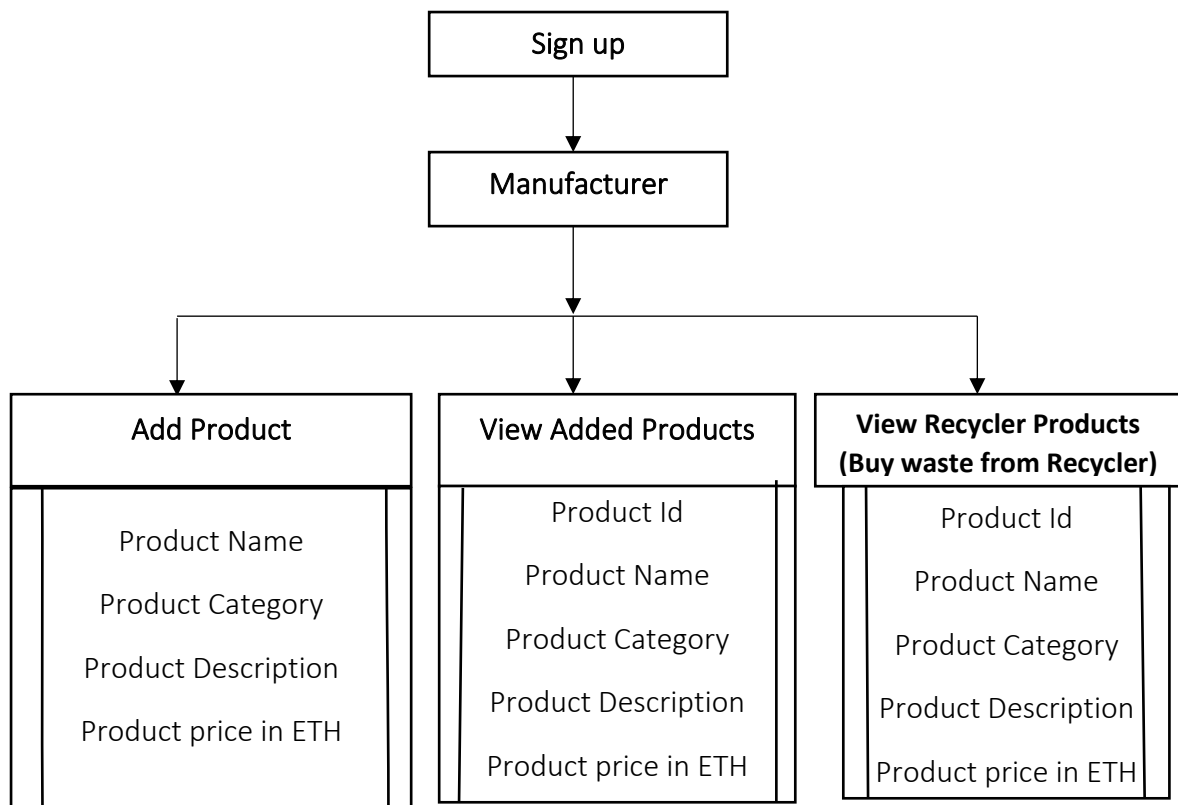 Sign up
Manufacturer
Add Product
Product Name
Product Category
Product Description
Product price in ETH
View Added Products
Product Id
Product Name
Product Category
Product Description
Product price in ETH
View Recycler Products
(Buy waste from Recycler)
Product Id
Product Name
Product Category
Product Description
Product price in ETH